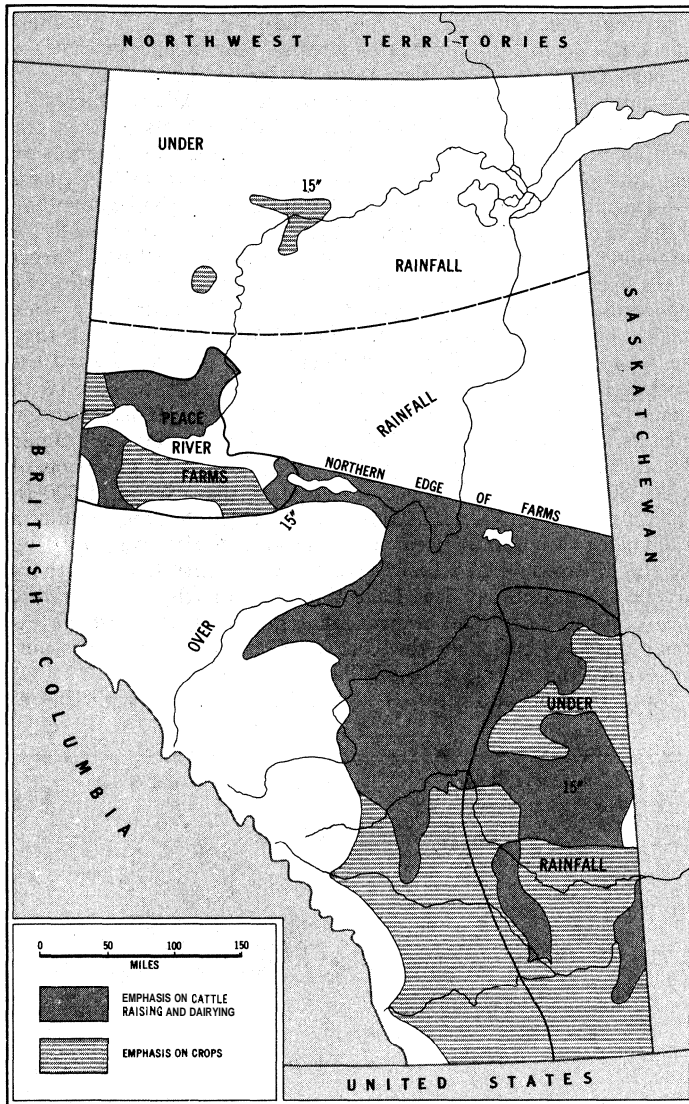 NORTHWEST TERRITORIES
UNDER
15"
RAINFALL
SASKATCHEWAN
PEACE
RIVER
FARMS
RAINFALL
NORTHERN EDGE OF FARMS
15"
BRITISH COLUMBIA
OVER
UNDER
15"
RAINFALL
0 50 100 150
MILES
EMPHASIS ON CATTLE
RAISING AND DAIRYING
EMPHASIS ON CROPS
UNITED STATES